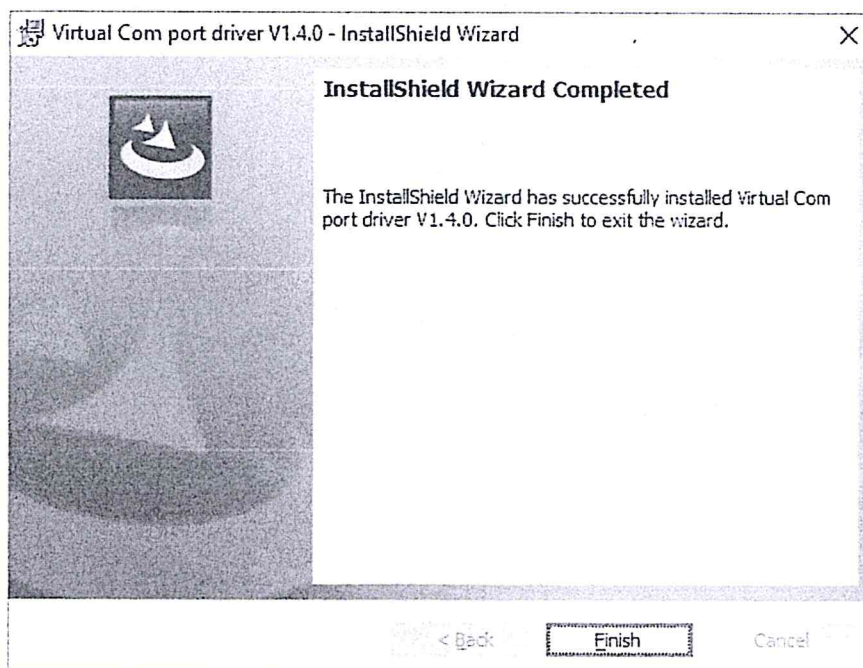 Virtual Com port driver V1.4.0 - InstallShield Wizard
InstallShield Wizard Completed
The InstallShield Wizard has successfully installed Virtual Com
port driver V1.4.0. Click Finish to exit the wizard.
< Back Finish Cancel